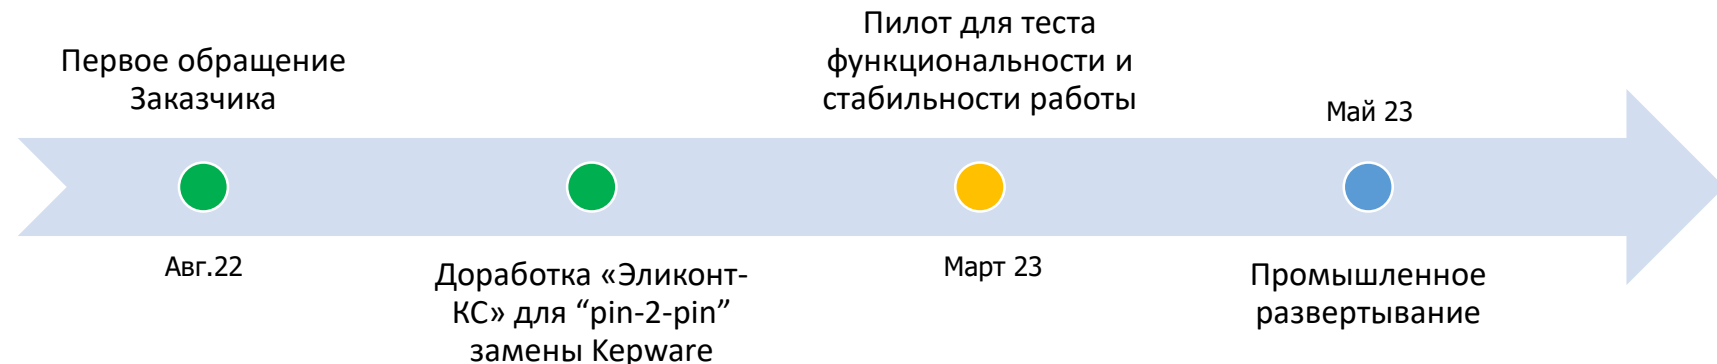 Первое обращение
Заказчика
Авг.22
Доработка «Эликонт-
КС» для “pin-2-pin”
замены Kepware
Пилот для теста
функциональности и
стабильности работы
Март 23
Май 23
Промышленное
развертывание